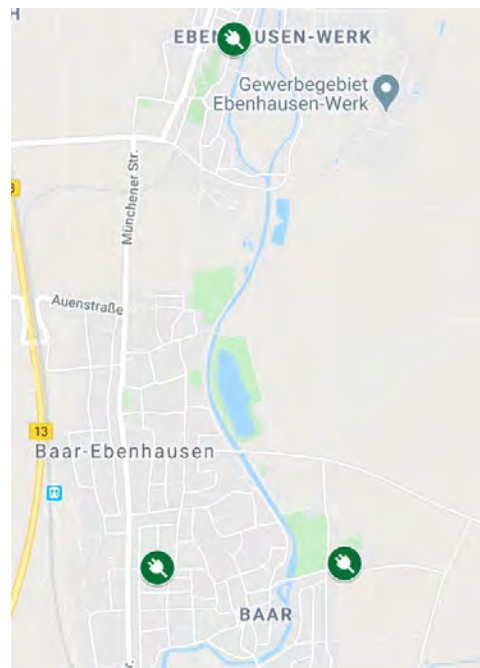 H
EBEN USEN-WERK
Gewerbegebiet
Ebenhausen-Werk
Münchener Str.
Auenstraße
13
Baar-Ebenhausen
BAAR